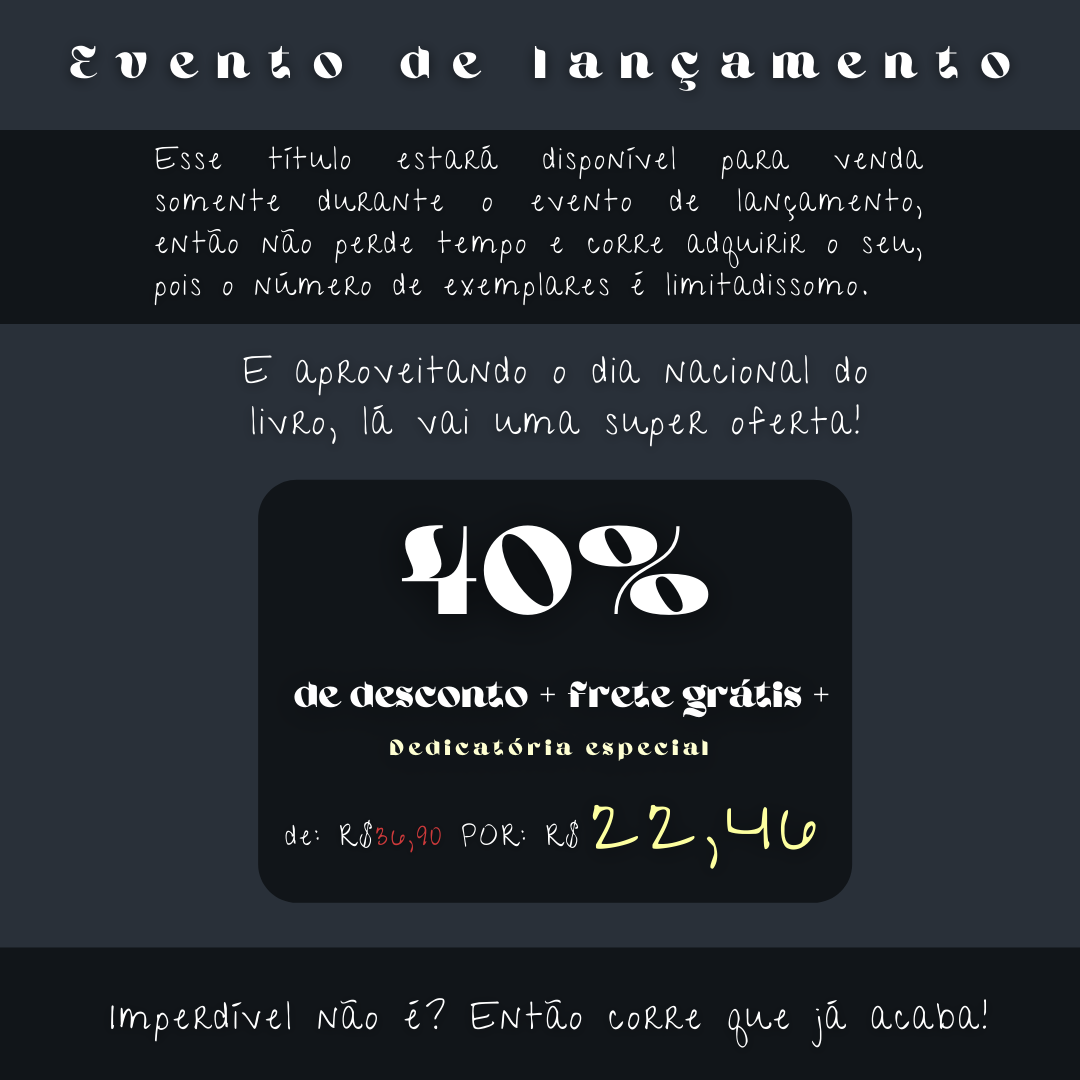 Evento de lançamento
Esse título estará disponível para venda
somente durante o evento de lançamento,
então não perde tempo e corre adquirir o seu,
pois o número de exemplares é limitadissomo.
E aproveitando o dia nacional do
livro, lá vai uma super oferta!
40%
de desconto + frete grátis +
Dedicatória especial
de: R$36,90 POR: R$ 22,46
Imperdível não é? Então corre que já acaba!